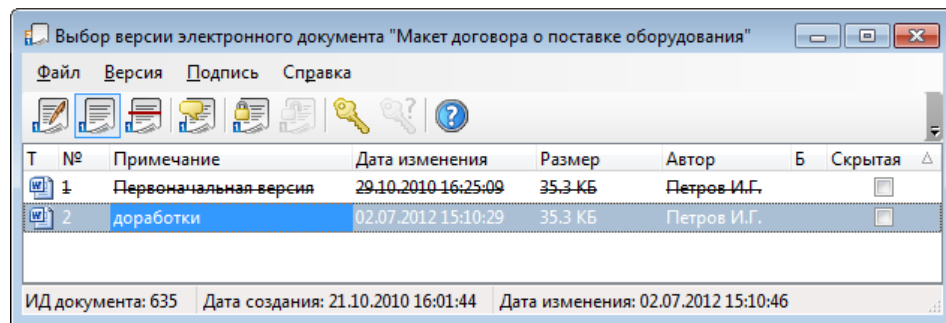 Выбор версии электронного документа "Макет договора о поставке оборудования"
Файл Версия Подпись Справка
Т № Примечание Дата изменения Размер Автор Б Скрытая
1 Первоначальная версия 29.10.2010 16:25:09 35.3 КБ Петров И.Г.
2 доработки 02.07.2012 15:10:29 35.3 КБ Петров И.Г.
ИД документа: 635 Дата создания: 21.10.2010 16:01:44 Дата изменения: 02.07.2012 15:10:46